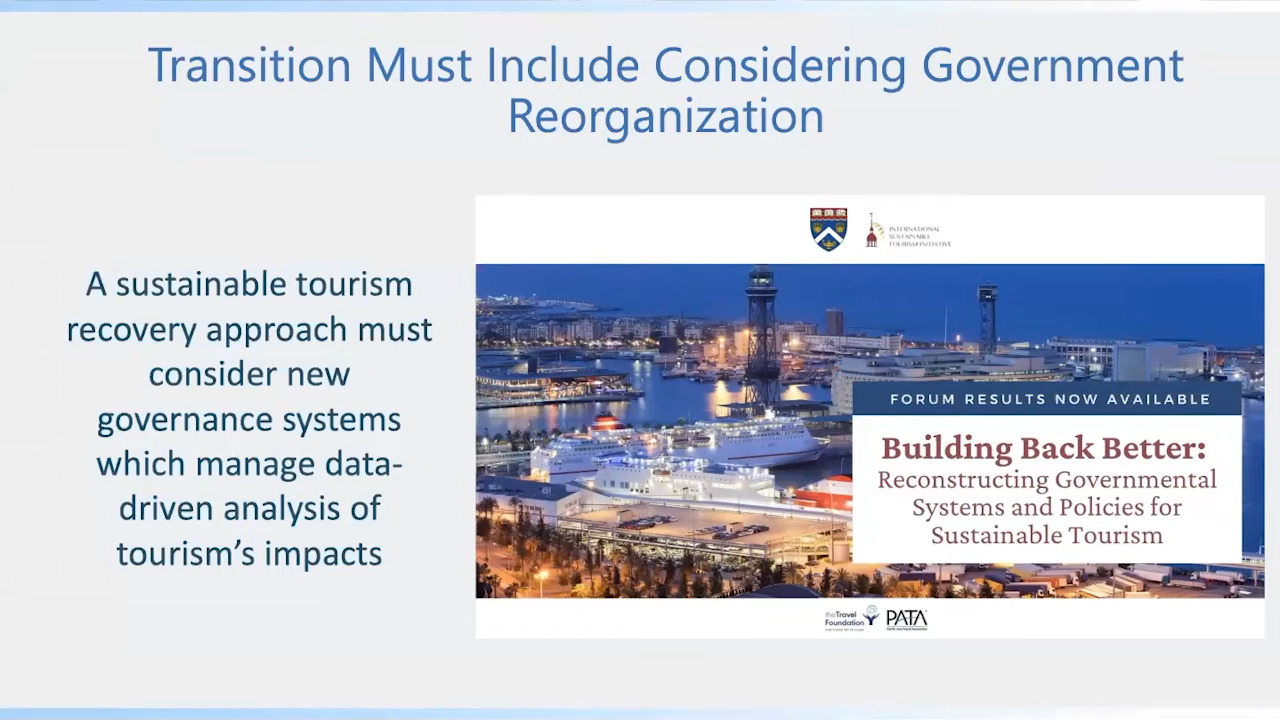 Transition Must Include Considering Government
Reorganization
A sustainable tourism
recovery approach must
consider new
governance systems
which manage data-
driven analysis of
tourism's impacts
INTERNATIONAL
SUSTAINABLE
TOURISM INITIATIVE
FORUM RESULTS NOW AVAILABLE
Building Back Better:
Reconstructing Governmental
Systems and Policies for
Sustainable Tourism
theTravel
Foundation
PATA